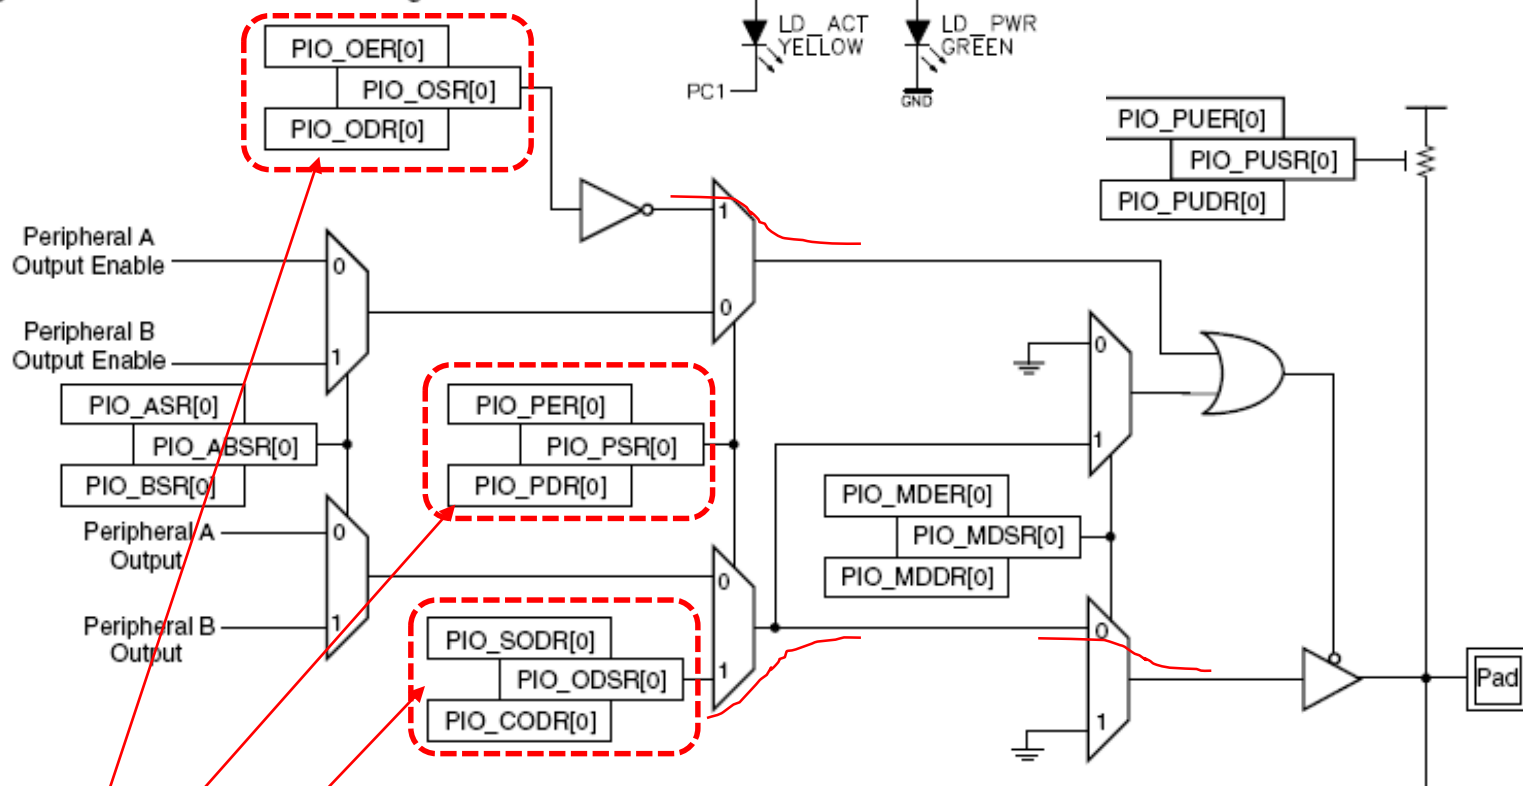 PIO_OER[0]
PIO_OSR[0]
PIO_ODR[0]
LD_ACT
YELLOW
PC1
LD_PWR
GREEN
GND
PIO_PUER[0]
PIO_PUSR[0]
PIO_PUDR[0]
Peripheral A
Output Enable
Peripheral B
Output Enable
0
1
1
0
PIO_ASR[0]
PIO_ABSR[0]
PIO_BSR[0]
PIO_PER[0]
PIO_PSR[0]
PIO_PDR[0]
0
1
PIO_MDER[0]
PIO_MDSR[0]
PIO_MDDR[0]
Peripheral A
Output
Peripheral B
Output
0
1
0
1
PIO_SODR[0]
PIO_ODSR[0]
PIO_CODR[0]
0
1
Pad